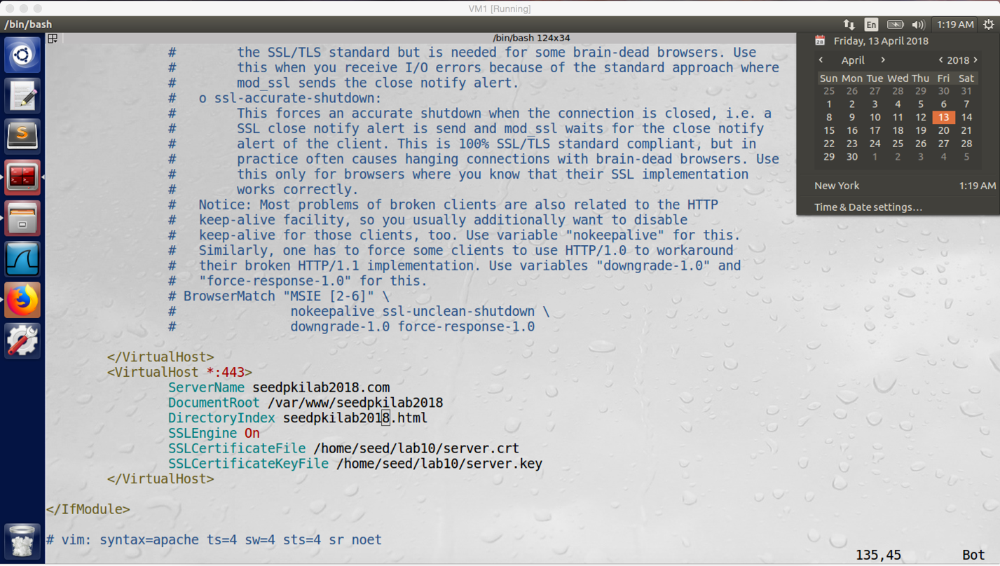 VM1 [Running]
/bin/bash
En
1:19 AM
/bin/bash 124x34
# the SSL/TLS standard but is needed for some brain-dead browsers. Use
# this when you receive I/O errors because of the standard approach where
# mod_ssl sends the close notify alert.
# o ssl-accurate-shutdown:
# This forces an accurate shutdown when the connection is closed, i.e. a
# SSL close notify alert is send and mod_ssl waits for the close notify
# alert of the client. This is 100% SSL/TLS standard compliant, but in
# practice often causes hanging connections with brain-dead browsers. Use
# this only for browsers where you know that their SSL implementation
# works correctly.
# Notice: Most problems of broken clients are also related to the HTTP
# keep-alive facility, so you usually additionally want to disable
# keep-alive for those clients, too. Use variable "nokeepalive" for this.
# Similarly, one has to force some clients to use HTTP/1.0 to workaround
# their broken HTTP/1.1 implementation. Use variables "downgrade-1.0" and
# "force-response-1.0" for this.
# BrowserMatch "MSIE [2-6]" \
# nokeepalive ssl-unclean-shutdown \
# downgrade-1.0 force-response-1.0
</VirtualHost>
<VirtualHost *:443>
ServerName seedpkilab2018.com
DocumentRoot /var/www/seedpkilab2018
DirectoryIndex seedpkilab2018.html
SSLEngine On
SSLCertificateFile /home/seed/lab10/server.crt
SSLCertificateKeyFile /home/seed/lab10/server.key
</VirtualHost>
</IfModule>
# vim: syntax=apache ts=4 sw=4 sts=4 sr noet
135,45 Bot
28 Friday, 13 April 2018
< April > < 2018 >
Sun Mon Tue Wed Thu Fri Sat
25 26 27 28 29 30 31
1 2 3 4 5 6 7
8 9 10 11 12 13 14
15 16 17 18 19 20 21
22 23 24 25 26 27 28
29 30 1 2 3 4 5
New York 1:19 AM
Time & Date settings...
S